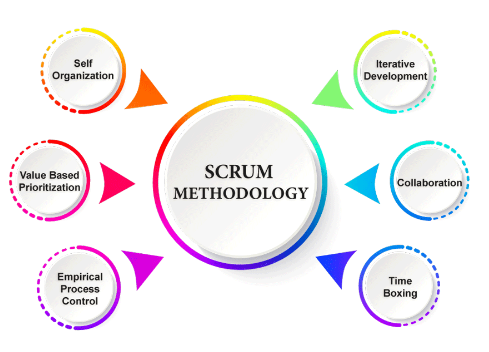 Self
Organization
Iterative
Development
Value Based
Prioritization
SCRUM
METHODOLOGY
Collaboration
Empirical
Process
Control
Time
Boxing